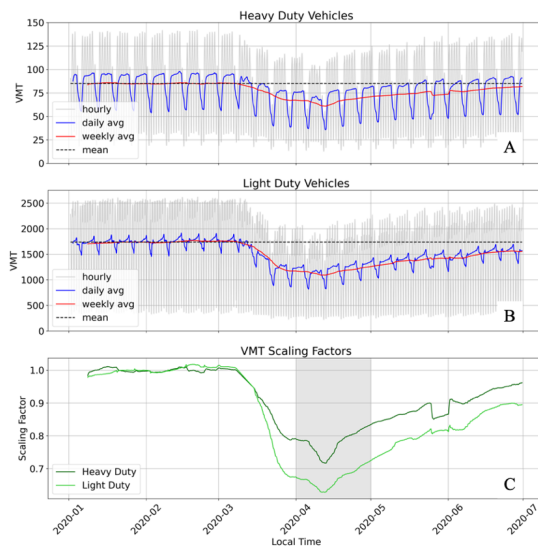 Heavy Duty Vehicles
150
125
100
75
50
25
0
VMT
hourly
daily avg
weekly avg
mean
A
Light Duty Vehicles
2500
2000
1500
1000
500
0
VMT
hourly
daily avg
weekly avg
mean
B
VMT Scaling Factors
1.0
0.9
0.8
0.7
Scaling Factor
Heavy Duty
Light Duty
C
2020-01
2020-02
2020-03
2020-04
2020-05
2020-06
2020-07
Local Time